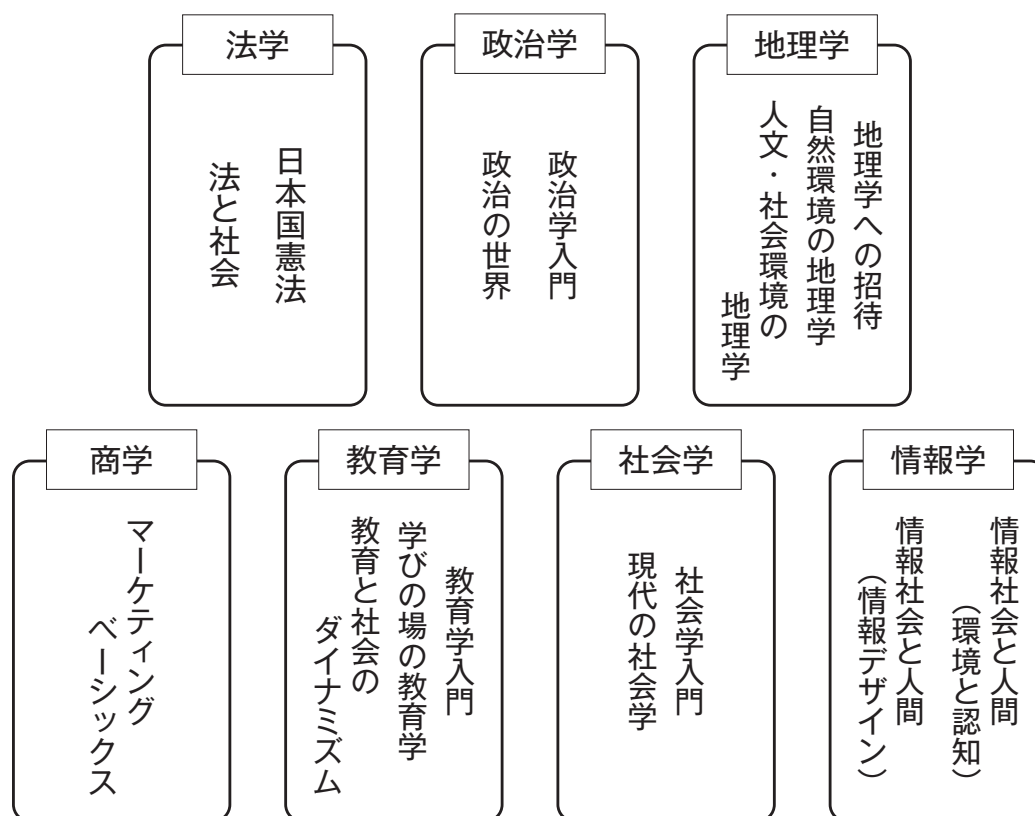 法学
日本国憲法
法と社会
政治学
政治学入門
政治の世界
地理学
地理学への招待
自然環境の地理学
人文・社会環境の
地理学
商学
マーケティング
ベーシックス
教育学
教育学入門
学びの場の教育学
教育と社会の
ダイナミズム
社会学
社会学入門
現代の社会学
情報学
情報社会と人間
（環境と認知）
情報社会と人間
（情報デザイン）